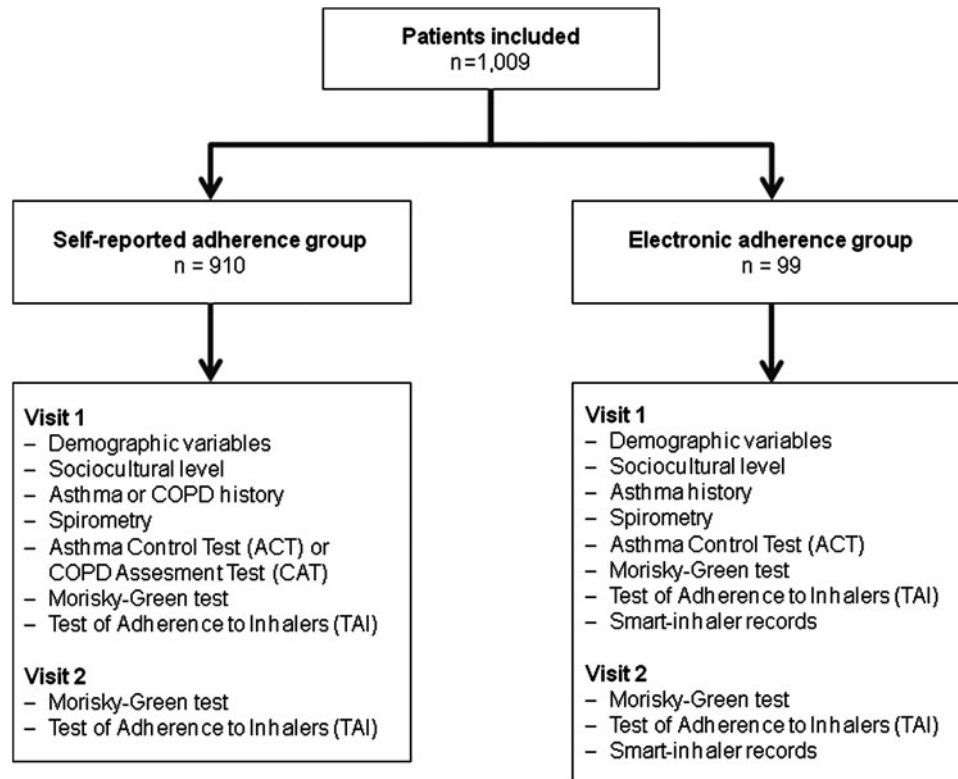 Patients included
n=1,009
Self-reported adherence group
n = 910
Electronic adherence group
n = 99
Visit 1
– Demographic variables
– Sociocultural level
– Asthma or COPD history
– Spirometry
– Asthma Control Test (ACT) or
COPD Assesment Test (CAT)
– Morisky-Green test
– Test of Adherence to Inhalers (TAI)
Visit 2
– Morisky-Green test
– Test of Adherence to Inhalers (TAI)
Visit 1
– Demographic variables
– Sociocultural level
– Asthma history
– Spirometry
– Asthma Control Test (ACT)
– Morisky-Green test
– Test of Adherence to Inhalers (TAI)
– Smart-inhaler records
Visit 2
– Morisky-Green test
– Test of Adherence to Inhalers (TAI)
– Smart-inhaler records